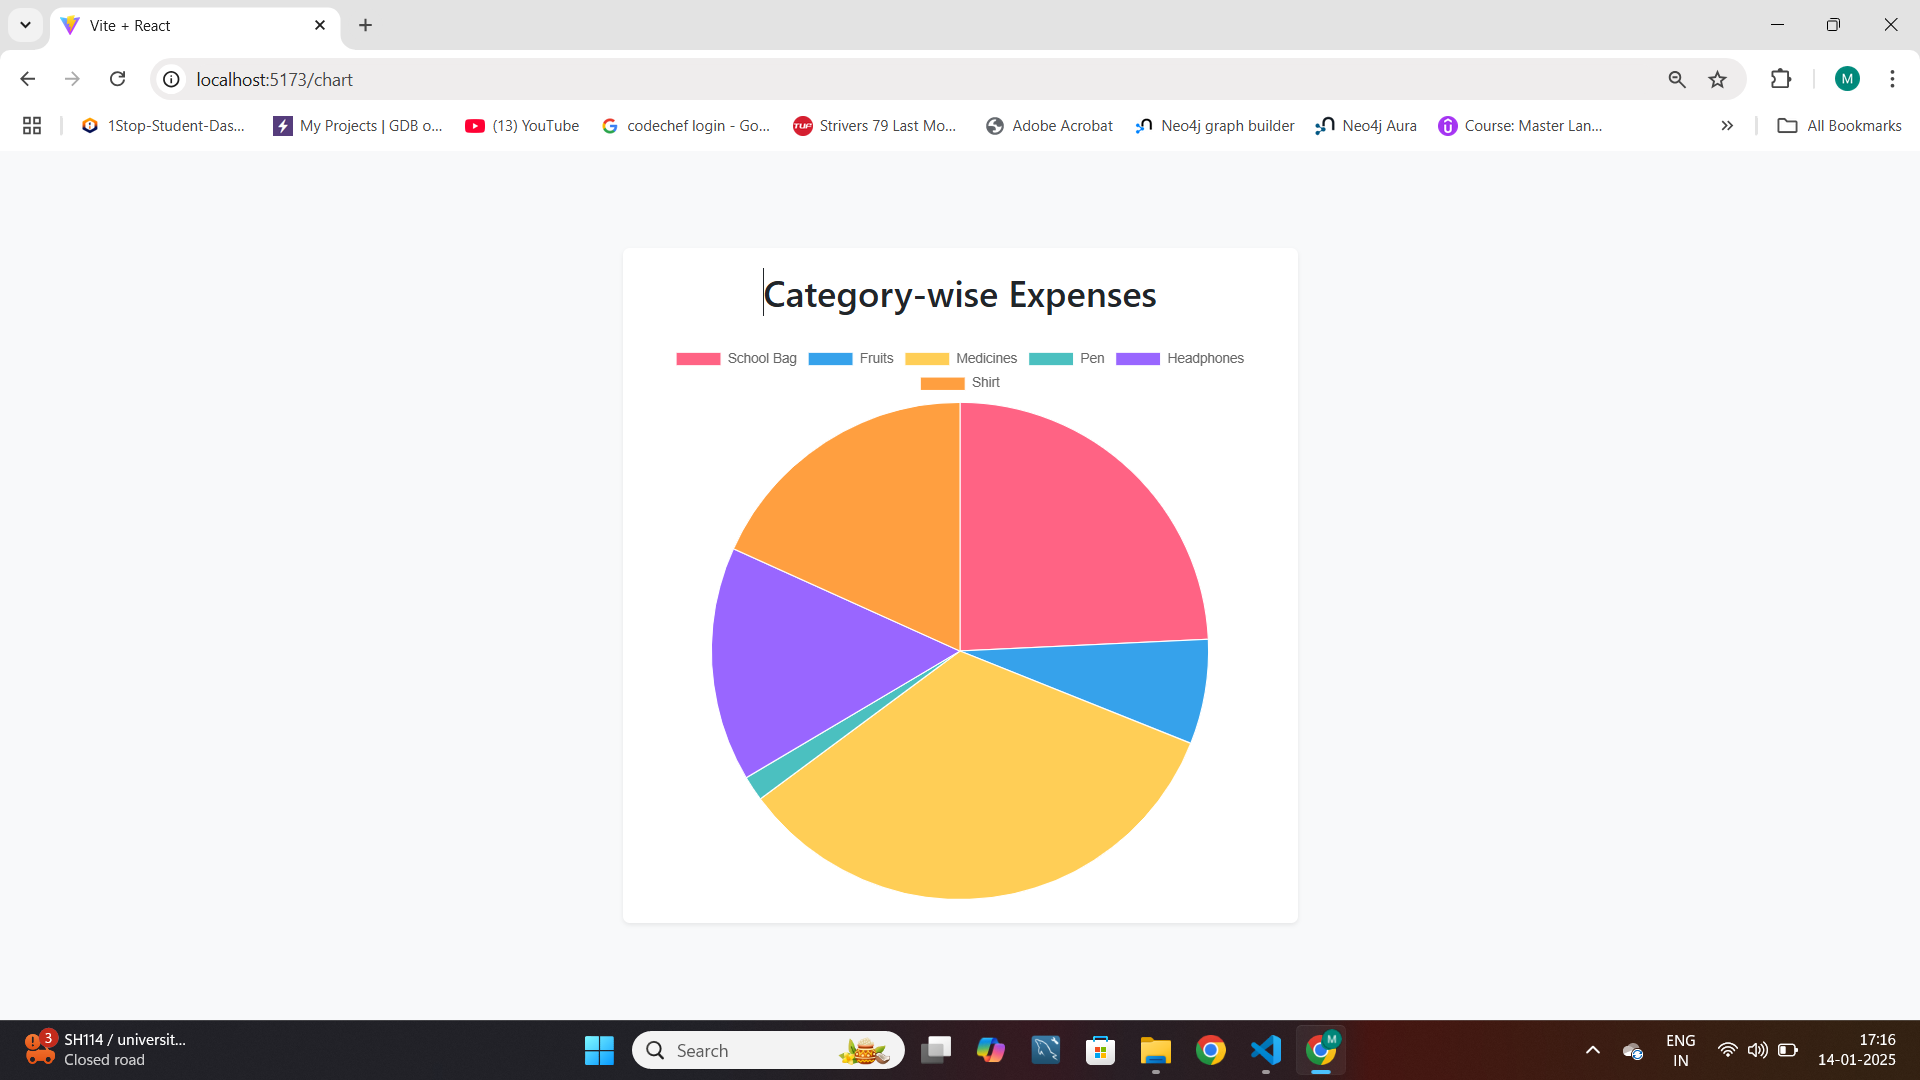 Vite + React
localhost:5173/chart
M
1Stop-Student-Das...
My Projects | GDB o...
(13) YouTube
codechef login - Go...
TUF
Strivers 79 Last Mo...
Adobe Acrobat
Neo4j graph builder
Neo4j Aura
Course: Master Lan...
All Bookmarks
Category-wise Expenses
School Bag Fruits Medicines Pen Headphones
Shirt
3
SH114 / universit...
Closed road
Search
M
ENG
IN
17:16
14-01-2025